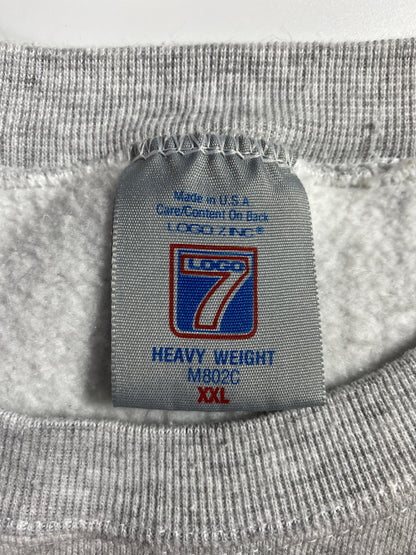 Made in U.S.A.
Care/Content On Back
LOGO 7 INC®
LOGO
7
HEAVY WEIGHT
M802C
XXL